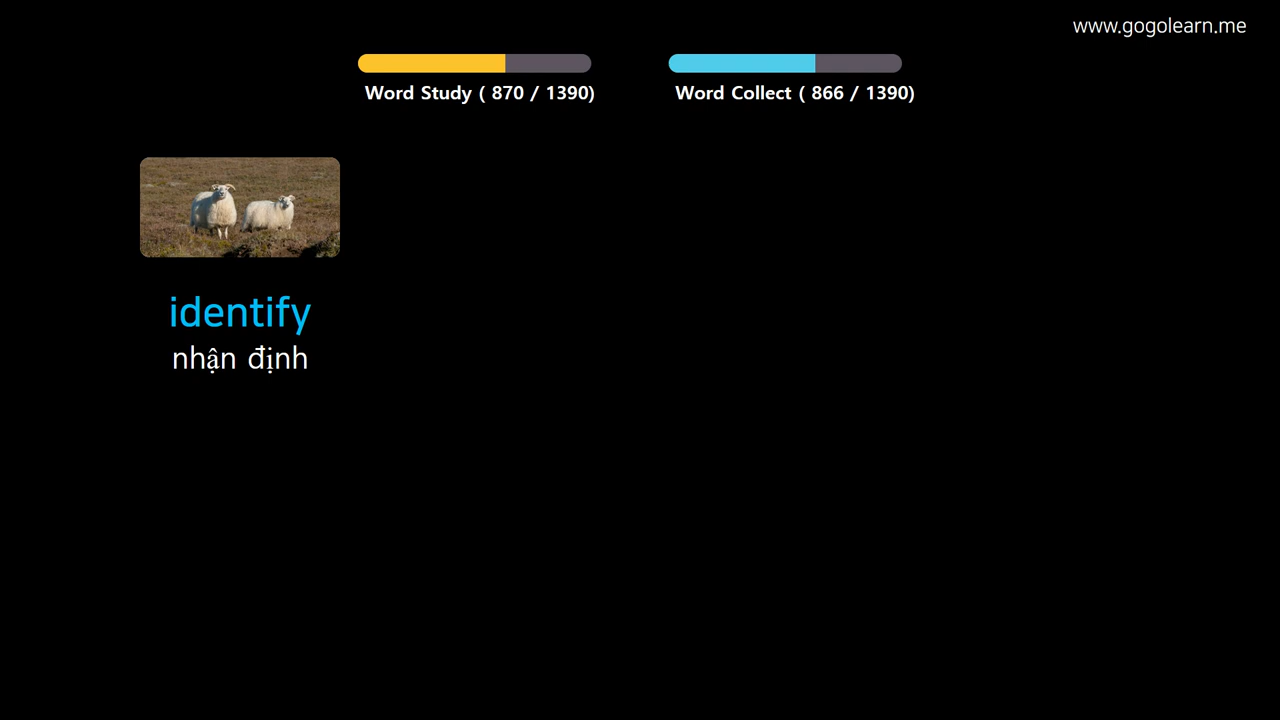 www.gogolearn.me
Word Study ( 870 / 1390)
Word Collect ( 866 / 1390)
identify
nhận định